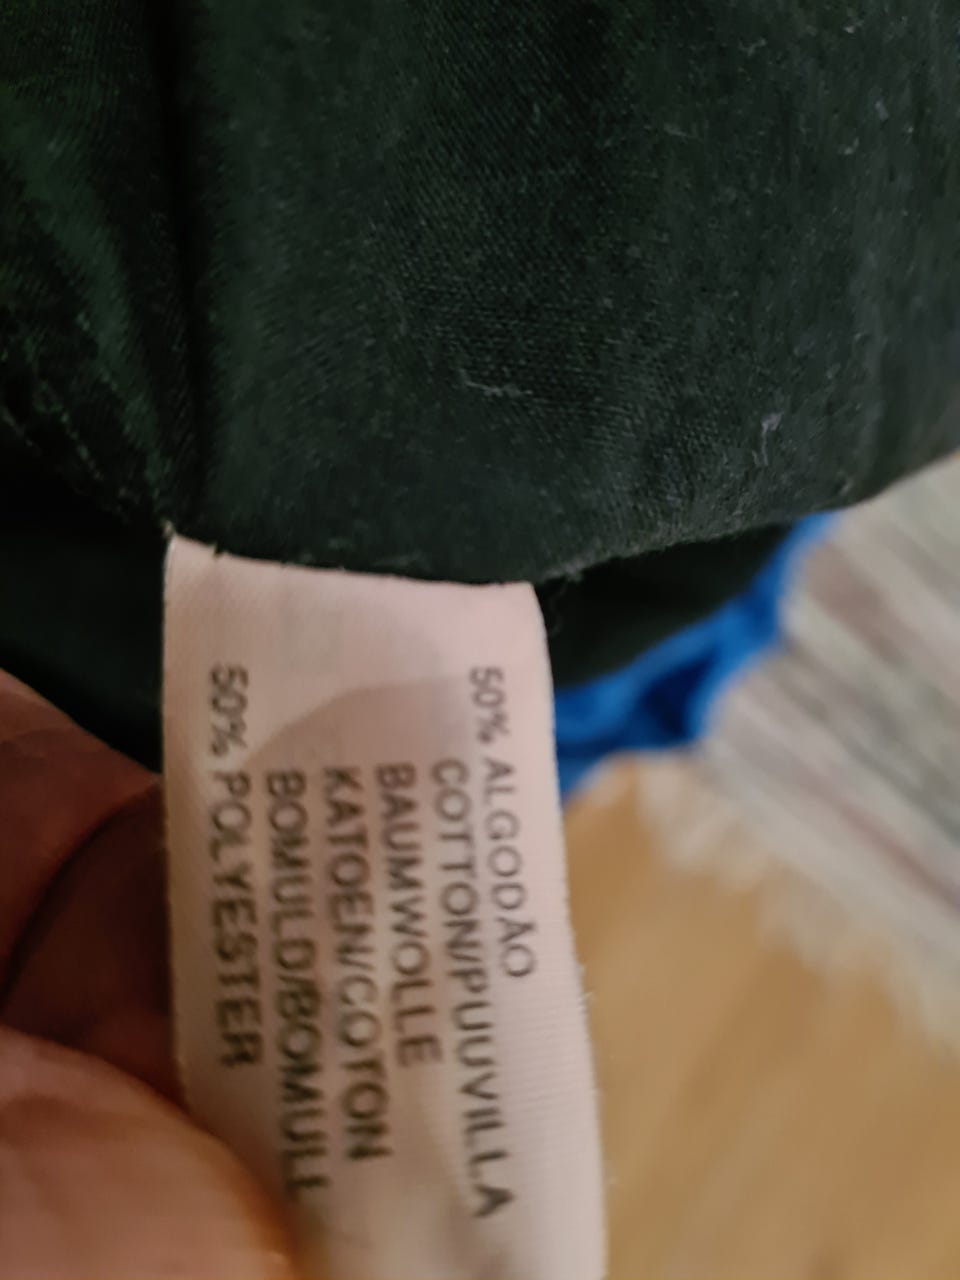 50% ALGODÃO
COTTON/PUUVILLA
BAUMWOLLE
KATOEN/COTON
BOMULD/BOMULL
50% POLYESTER